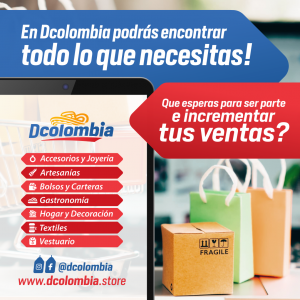 En Dcolombia podrás encontrar
todo lo que necesitas!
Que esperas para ser parte
e incrementar
tus ventas?
Dcolombia
Accesorios y Joyería
Artesanías
Bolsos y Carteras
Gastronomía
Hogar y Decoración
Textiles
Vestuario
@dcolombia
www.dcolombia.store
FRAGILE